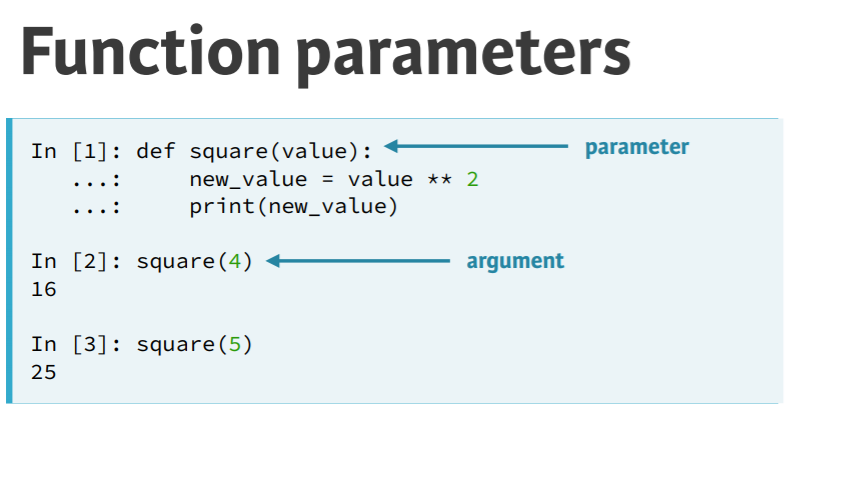 Function parameters
In [1]: def square(value): parameter
   ...:     new_value = value ** 2
   ...:     print(new_value)
In [2]: square(4) argument
16
In [3]: square(5)
25